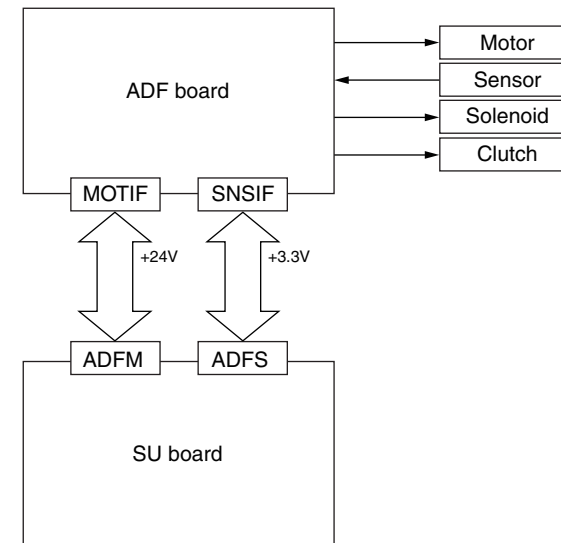 ADF board
Motor
Sensor
Solenoid
Clutch
MOTIF
SNSIF
+24V
+3.3V
ADFM
ADFS
SU board